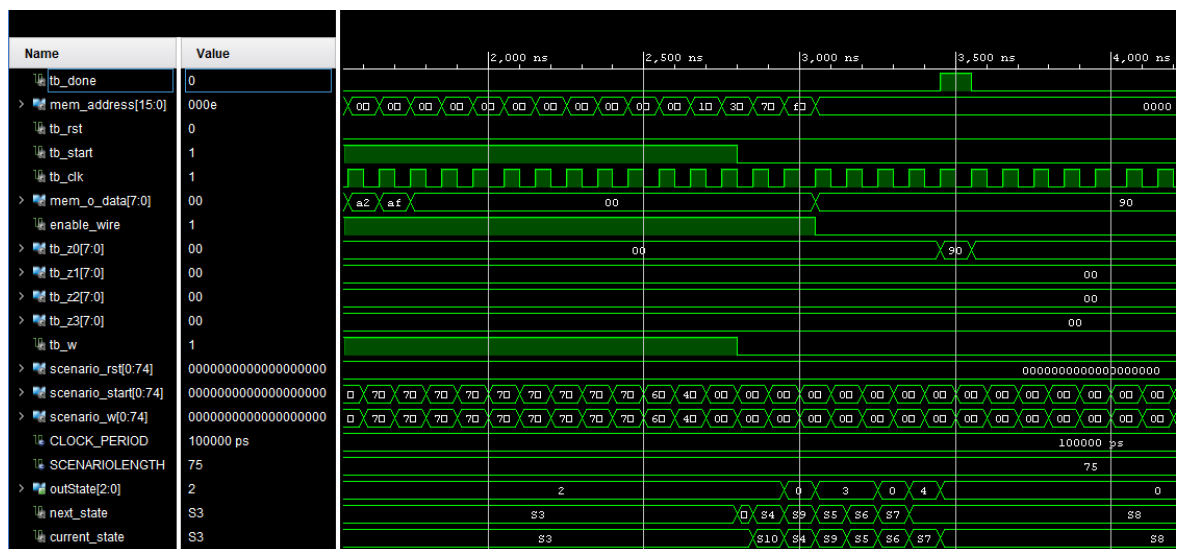 Name Value
2,000 ns 2,500 ns 3,000 ns 3,500 ns 4,000 ns
tb_done 0
mem_address[15:0] 000e 0000
tb_rst 0
tb_start 1
tb_clk 1
mem_o_data[7:0] 00 a2 af 00 90
enable_wire 1
tb_z0[7:0] 00 00 90
tb_z1[7:0] 00 00
tb_z2[7:0] 00 00
tb_z3[7:0] 00 00
tb_w 1
scenario_rst[0:74] 0000000000000000000 0000000000000000000
scenario_start[0:74] 0000000000000000000
scenario_w[0:74] 0000000000000000000
CLOCK_PERIOD 100000 ps 100000 ps
SCENARIOLENGTH 75 75
outState[2:0] 2 2 0 3 0 4 0
next_state S3 S3 S4 S9 S5 S6 S7 S8
current_state S3 S3 S10 S4 S9 S5 S6 S7 S8